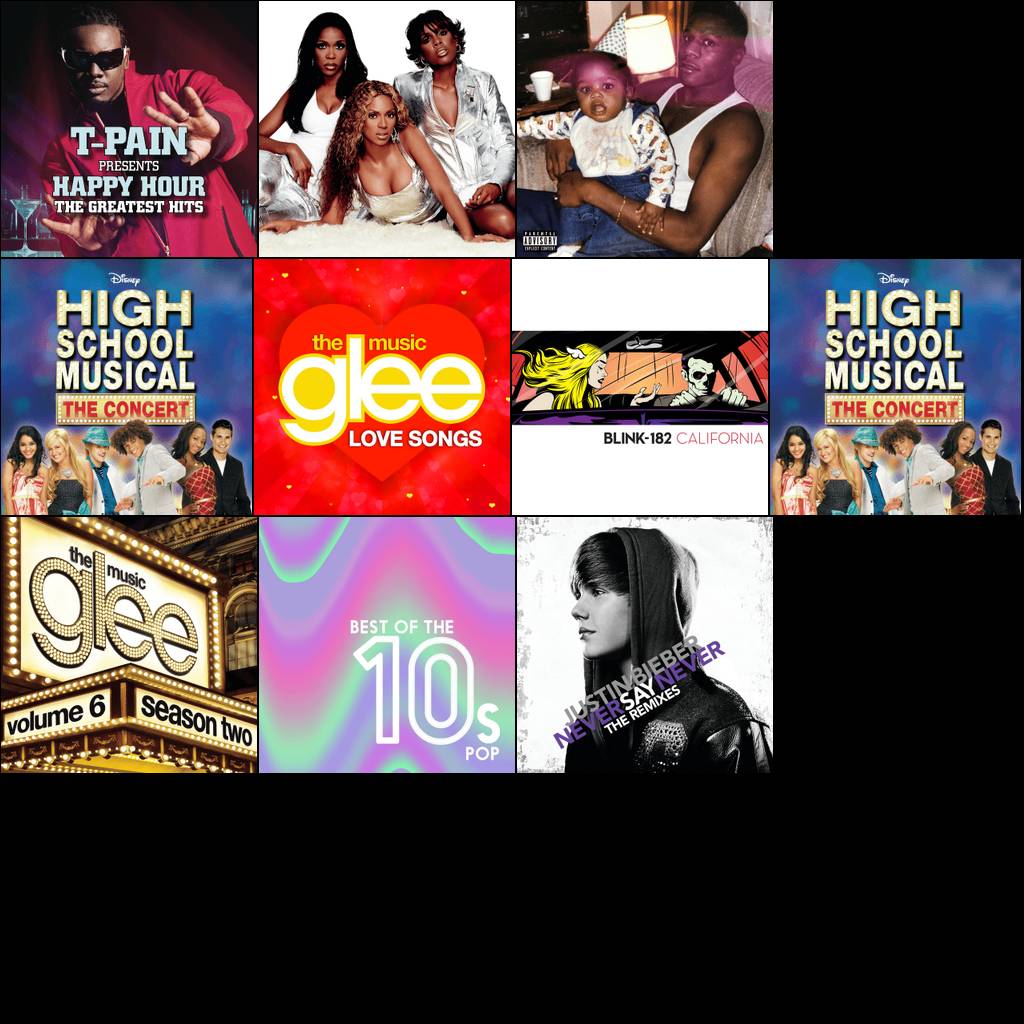 T-PAIN
PRESENTS
HAPPY HOUR
THE GREATEST HITS
PARENTAL
ADVISORY
EXPLICIT CONTENT
Disney
HIGH
SCHOOL
MUSICAL
THE CONCERT
the music
glee
LOVE SONGS
BLINK-182 CALIFORNIA
Disney
HIGH
SCHOOL
MUSICAL
THE CONCERT
the music
glee
volume 6
season two
BEST OF THE
10s
POP
JUSTIN BIEBER
NEVER SAY NEVER
THE REMIXES